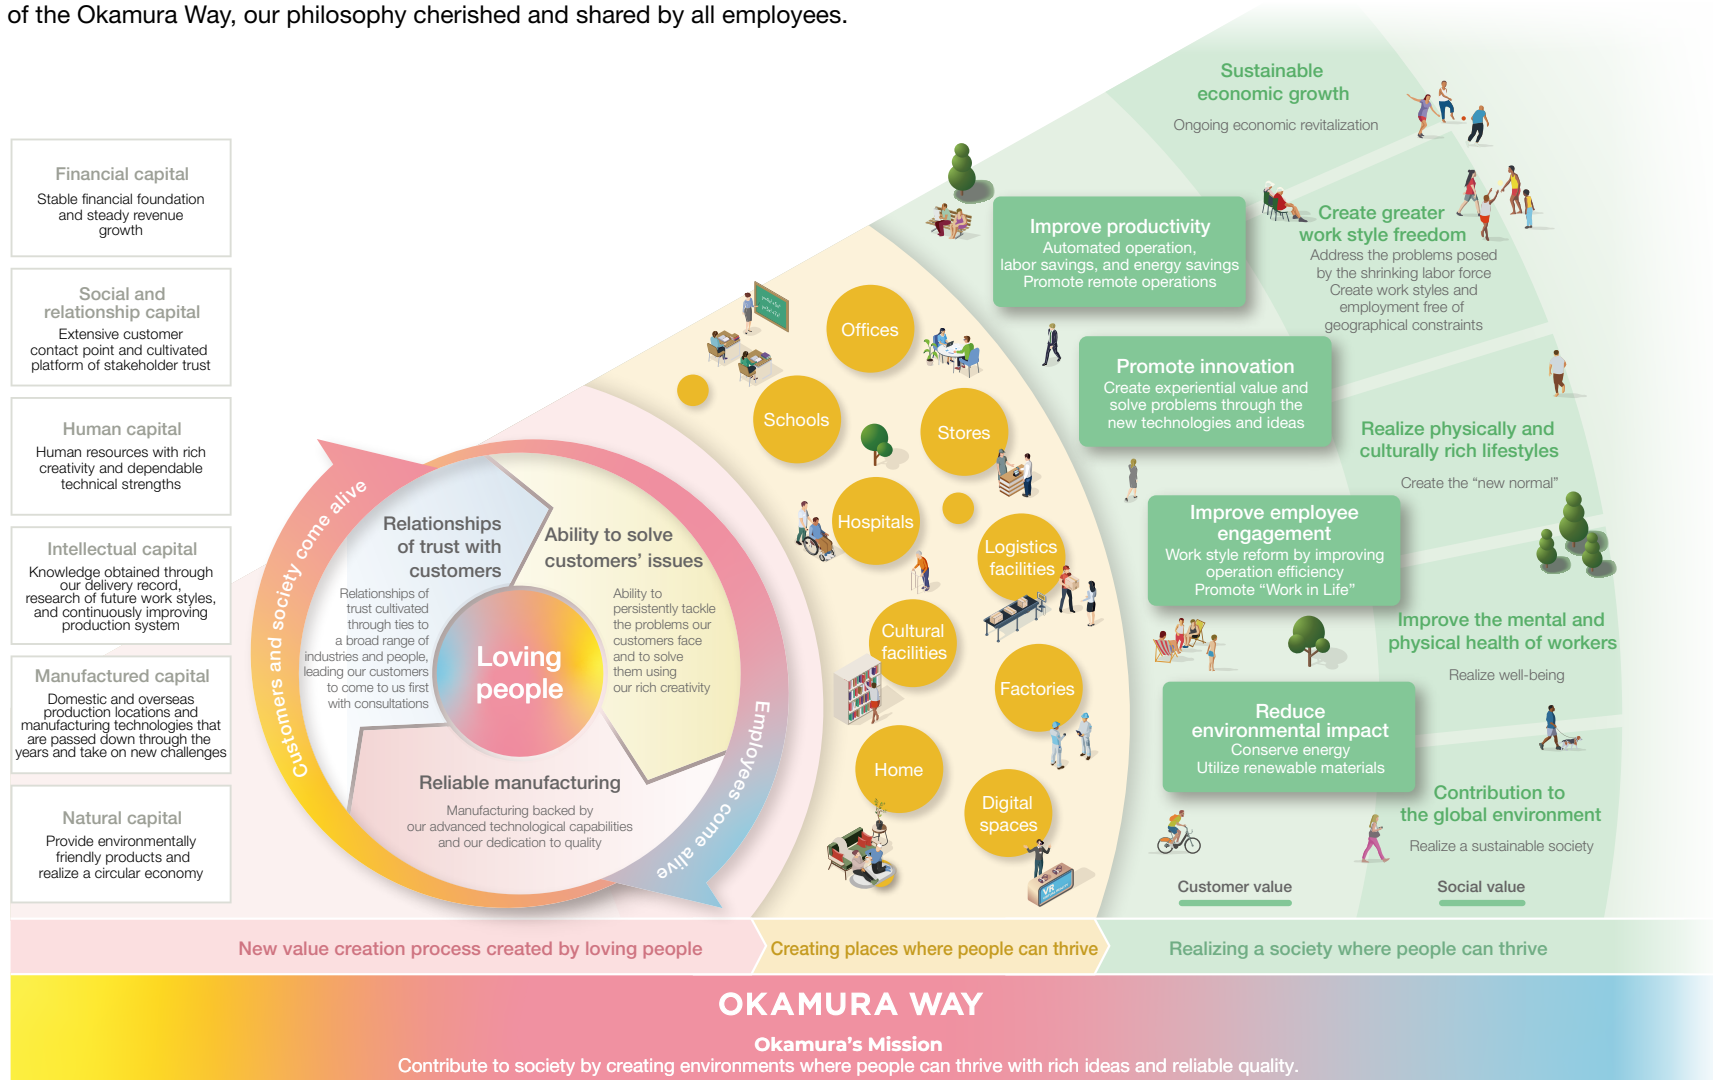 of the Okamura Way, our philosophy cherished and shared by all employees.
Financial capital
Stable financial foundation
and steady revenue
growth
Social and
relationship capital
Extensive customer
contact point and cultivated
platform of stakeholder trust
Human capital
Human resources with rich
creativity and dependable
technical strengths
Intellectual capital
Knowledge obtained through
our delivery record,
research of future work styles,
and continuously improving
production system
Manufactured capital
Domestic and overseas
production locations and
manufacturing technologies that
are passed down through the
years and take on new challenges
Natural capital
Provide environmentally
friendly products and
realize a circular economy
Customers and society come alive
Employees come alive
Relationships
of trust with
customers
Relationships of
trust cultivated
through ties to
a broad range of
industries and people,
leading our customers
to come to us first
with consultations
Ability to solve
customers’ issues
Ability to
persistently tackle
the problems our
customers face
and to solve
them using
our rich creativity
Loving
people
Reliable manufacturing
Manufacturing backed by
our advanced technological capabilities
and our dedication to quality
Offices
Schools
Stores
Hospitals
Logistics
facilities
Cultural
facilities
Factories
Home
Digital
spaces
VR
Improve productivity
Automated operation,
labor savings, and energy savings
Promote remote operations
Promote innovation
Create experiential value and
solve problems through the
new technologies and ideas
Improve employee
engagement
Work style reform by improving
operation efficiency
Promote “Work in Life”
Reduce
environmental impact
Conserve energy
Utilize renewable materials
Customer value
Sustainable
economic growth
Ongoing economic revitalization
Create greater
work style freedom
Address the problems posed
by the shrinking labor force
Create work styles and
employment free of
geographical constraints
Realize physically and
culturally rich lifestyles
Create the “new normal”
Improve the mental and
physical health of workers
Realize well-being
Contribution to
the global environment
Realize a sustainable society
Social value
New value creation process created by loving people
Creating places where people can thrive
Realizing a society where people can thrive
OKAMURA WAY
Okamura’s Mission
Contribute to society by creating environments where people can thrive with rich ideas and reliable quality.